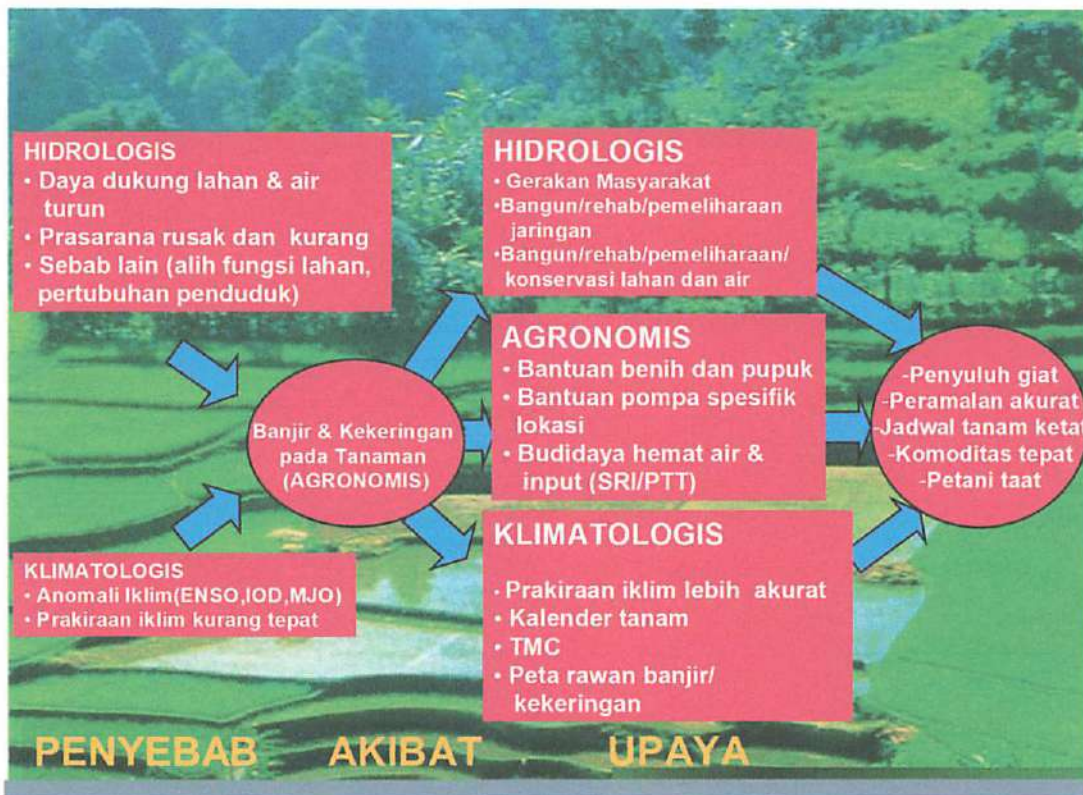 HIDROLOGIS
• Daya dukung lahan & air
turun
• Prasarana rusak dan kurang
• Sebab lain (alih fungsi lahan,
pertubuhan penduduk)
KLIMATOLOGIS
• Anomali Iklim(ENSO,IOD,MJO)
• Prakiraan iklim kurang tepat
Banjir & Kekeringan
pada Tanaman
(AGRONOMIS)
HIDROLOGIS
• Gerakan Masyarakat
•Bangun/rehab/pemeliharaan
jaringan
•Bangun/rehab/pemeliharaan/
konservasi lahan dan air
AGRONOMIS
• Bantuan benih dan pupuk
• Bantuan pompa spesifik
lokasi
• Budidaya hemat air &
input (SRI/PTT)
KLIMATOLOGIS
• Prakiraan iklim lebih akurat
• Kalender tanam
• TMC
• Peta rawan banjir/
kekeringan
-Penyuluh giat
-Peramalan akurat
-Jadwal tanam ketat
-Komoditas tepat
-Petani taat
PENYEBAB AKIBAT UPAYA